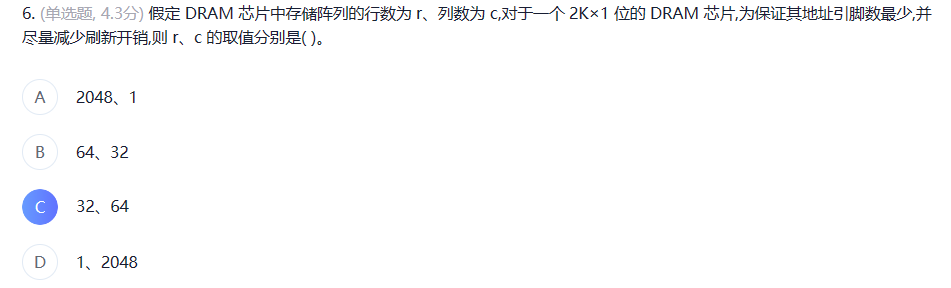 6. (单选题, 4.3分) 假定 DRAM 芯片中存储阵列的行数为 r、列数为 c,对于一个 2K×1 位的 DRAM 芯片,为保证其地址引脚数最少,并
尽量减少刷新开销,则 r、c 的取值分别是( )。
A 2048、1
B 64、32
C 32、64
D 1、2048